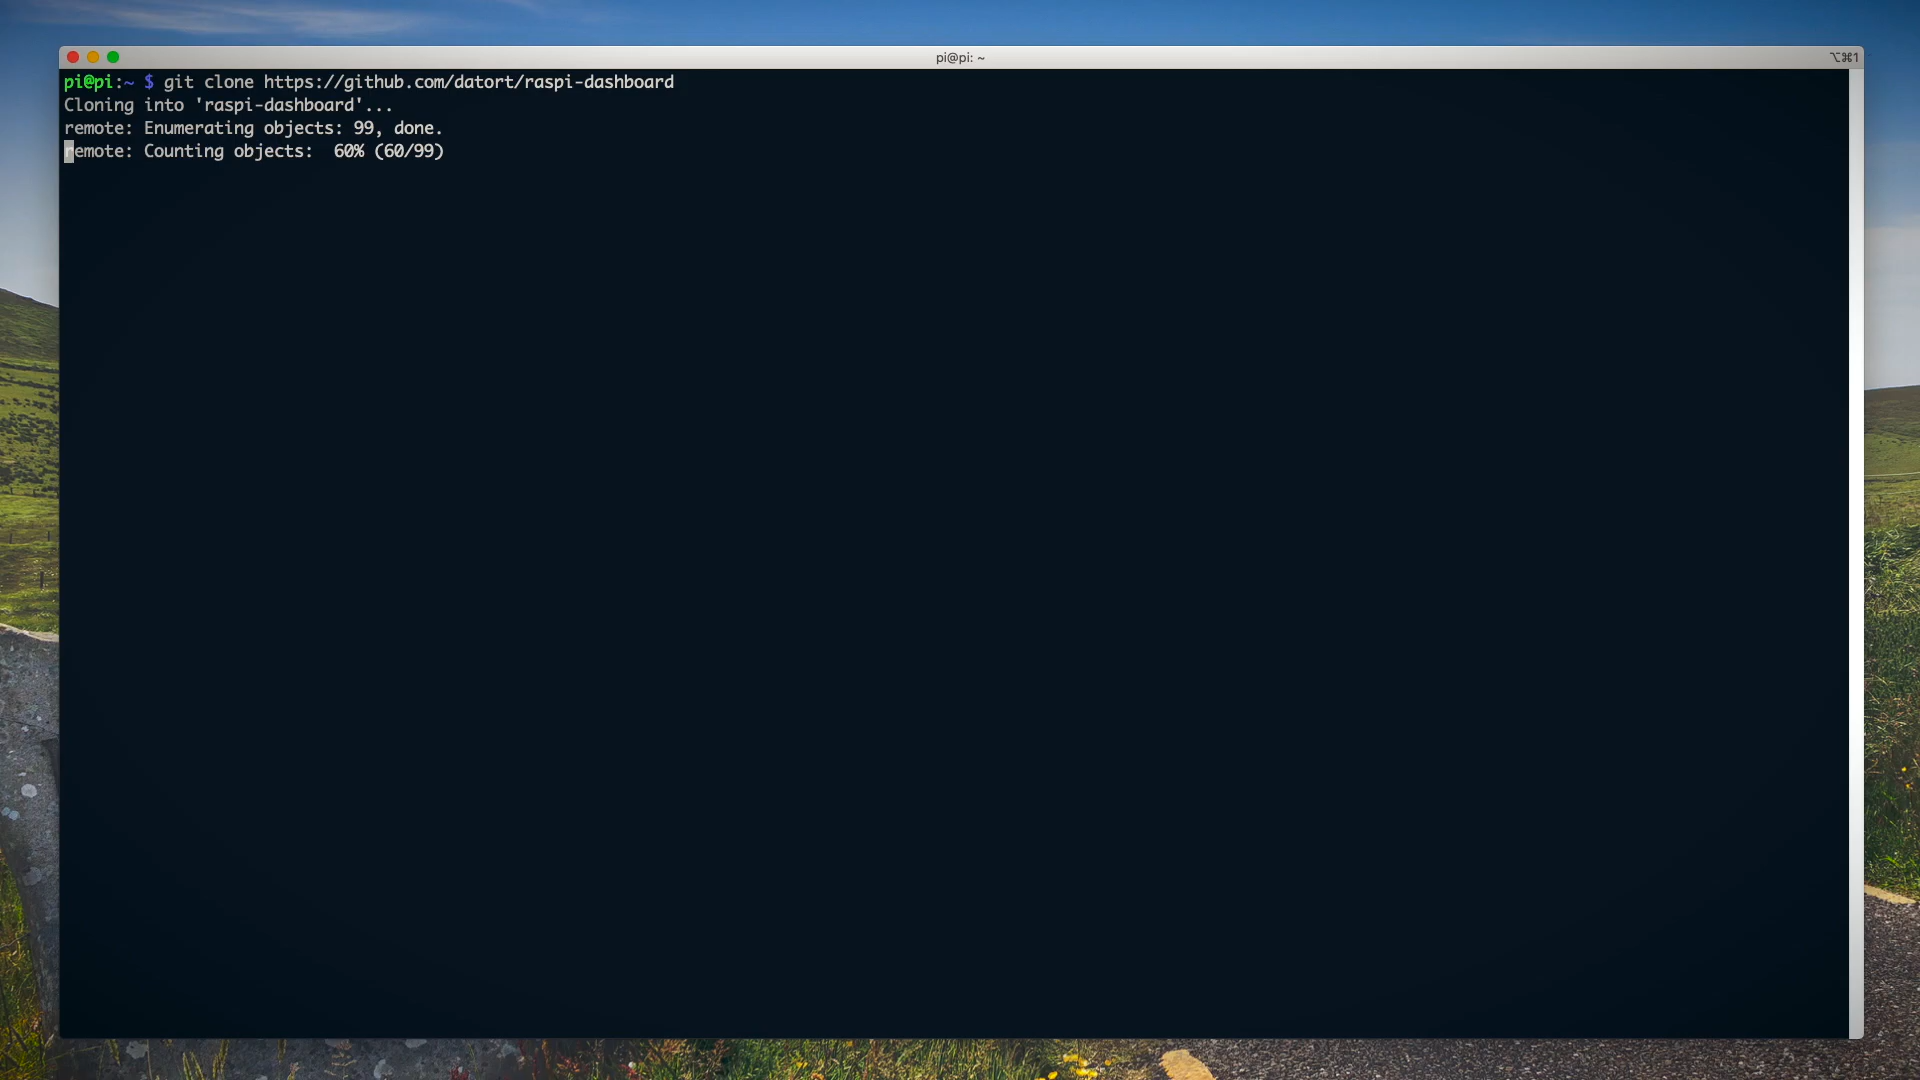 pi@pi: ~
⌥⌘1
pi@pi:~ $ git clone https://github.com/datort/raspi-dashboard
Cloning into 'raspi-dashboard'...
remote: Enumerating objects: 99, done.
remote: Counting objects:  60% (60/99)